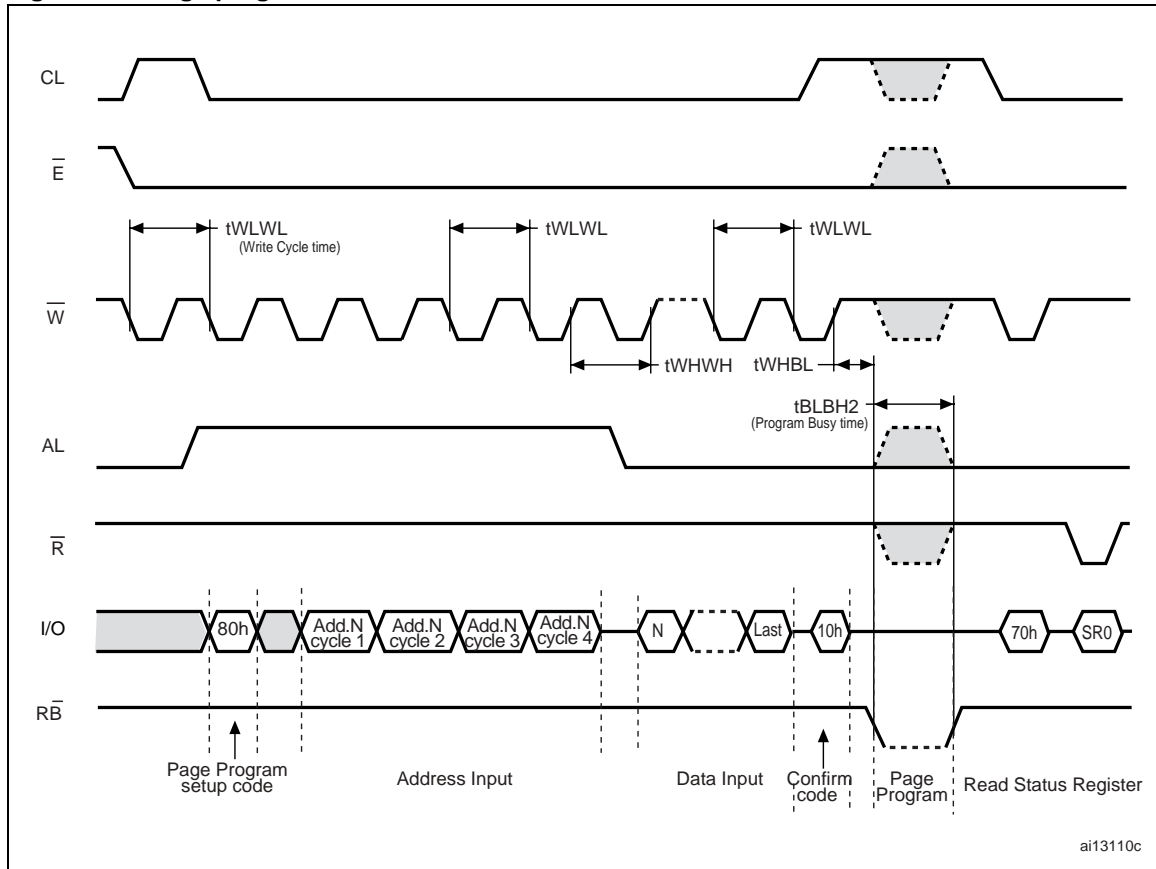 CL
E̅
tWLWL
(Write Cycle time)
tWLWL
tWLWL
W̅
tWHWH
tWHBL
tBLBH2
(Program Busy time)
AL
R̅
I/O
80h
Add.N
cycle 1
Add.N
cycle 2
Add.N
cycle 3
Add.N
cycle 4
N
Last
10h
70h
SR0
RB̅
Page Program
setup code
Address Input
Data Input
Confirm
code
Page
Program
Read Status Register
ai13110c